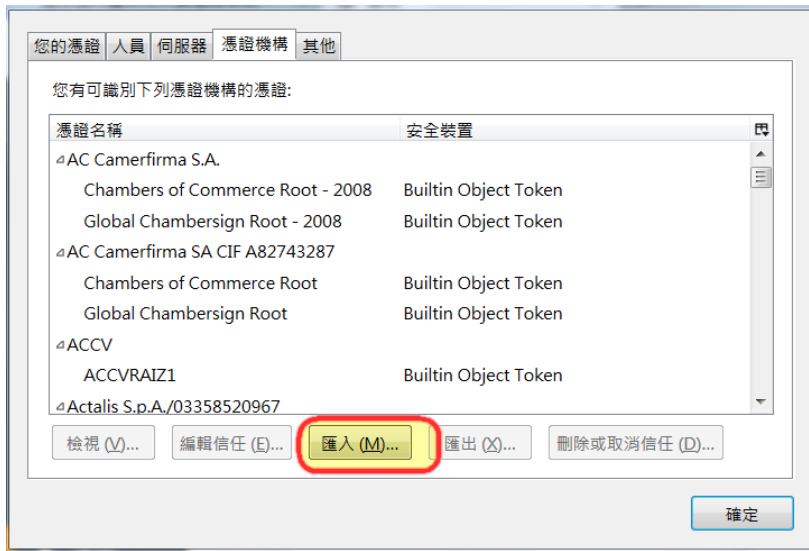 您的憑證 人員 伺服器 憑證機構 其他
您有可識別下列憑證機構的憑證:
憑證名稱 安全裝置
AC Camerfirma S.A.
Chambers of Commerce Root - 2008 Builtin Object Token
Global Chambersign Root - 2008 Builtin Object Token
AC Camerfirma SA CIF A82743287
Chambers of Commerce Root Builtin Object Token
Global Chambersign Root Builtin Object Token
ACCV
ACCVRAIZ1 Builtin Object Token
Actalis S.p.A./03358520967
檢視 (V)... 編輯信任 (E)... 匯入 (M)... 匯出 (X)... 刪除或取消信任 (D)...
確定